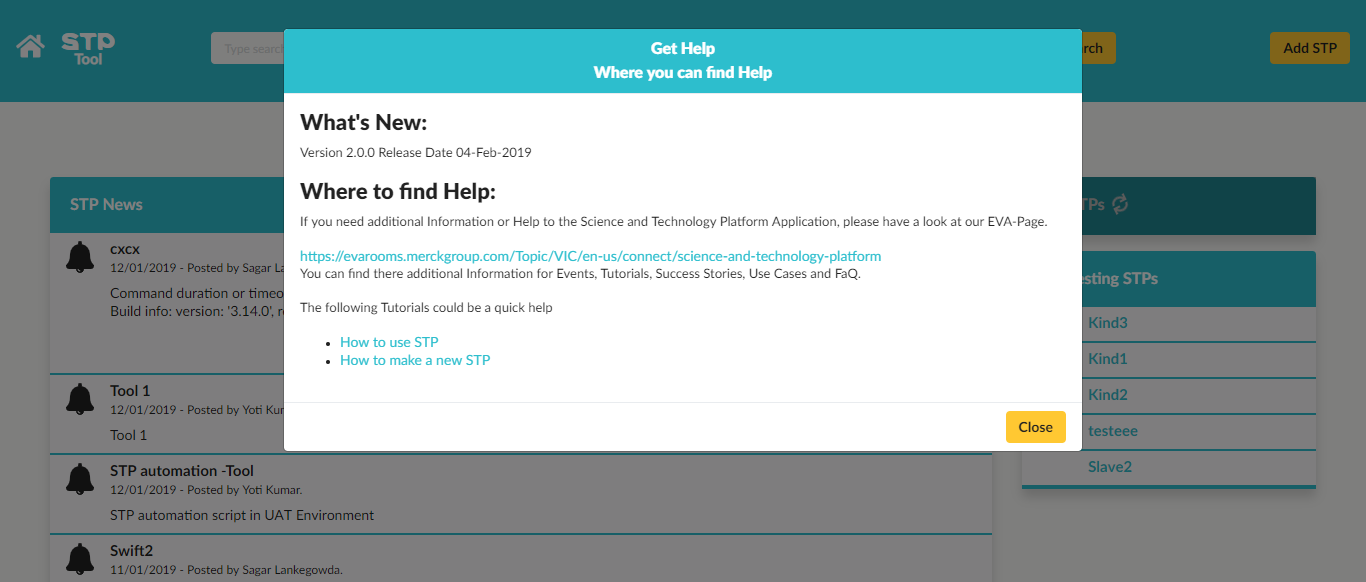 STP
Tool
Type search
Get Help
Where you can find Help
Add STP
What's New:
Version 2.0.0 Release Date 04-Feb-2019
Where to find Help:
If you need additional Information or Help to the Science and Technology Platform Application, please have a look at our EVA-Page.
https://evarooms.merckgroup.com/Topic/VIC/en-us/connect/science-and-technology-platform
You can find there additional Information for Events, Tutorials, Success Stories, Use Cases and FaQ.
The following Tutorials could be a quick help
How to use STP
How to make a new STP
Close
STP News
cxcx
12/01/2019 - Posted by Sagar
Command duration or
Build info: version: '3.14.0',
Tool 1
12/01/2019 - Posted by Yoti
Tool 1
STP automation -Tool
12/01/2019 - Posted by Yoti Kumar.
STP automation script in UAT Environment
Swift2
11/01/2019 - Posted by Sagar Lankegowda.
STPs
Kind3
Kind1
Kind2
testeee
Slave2